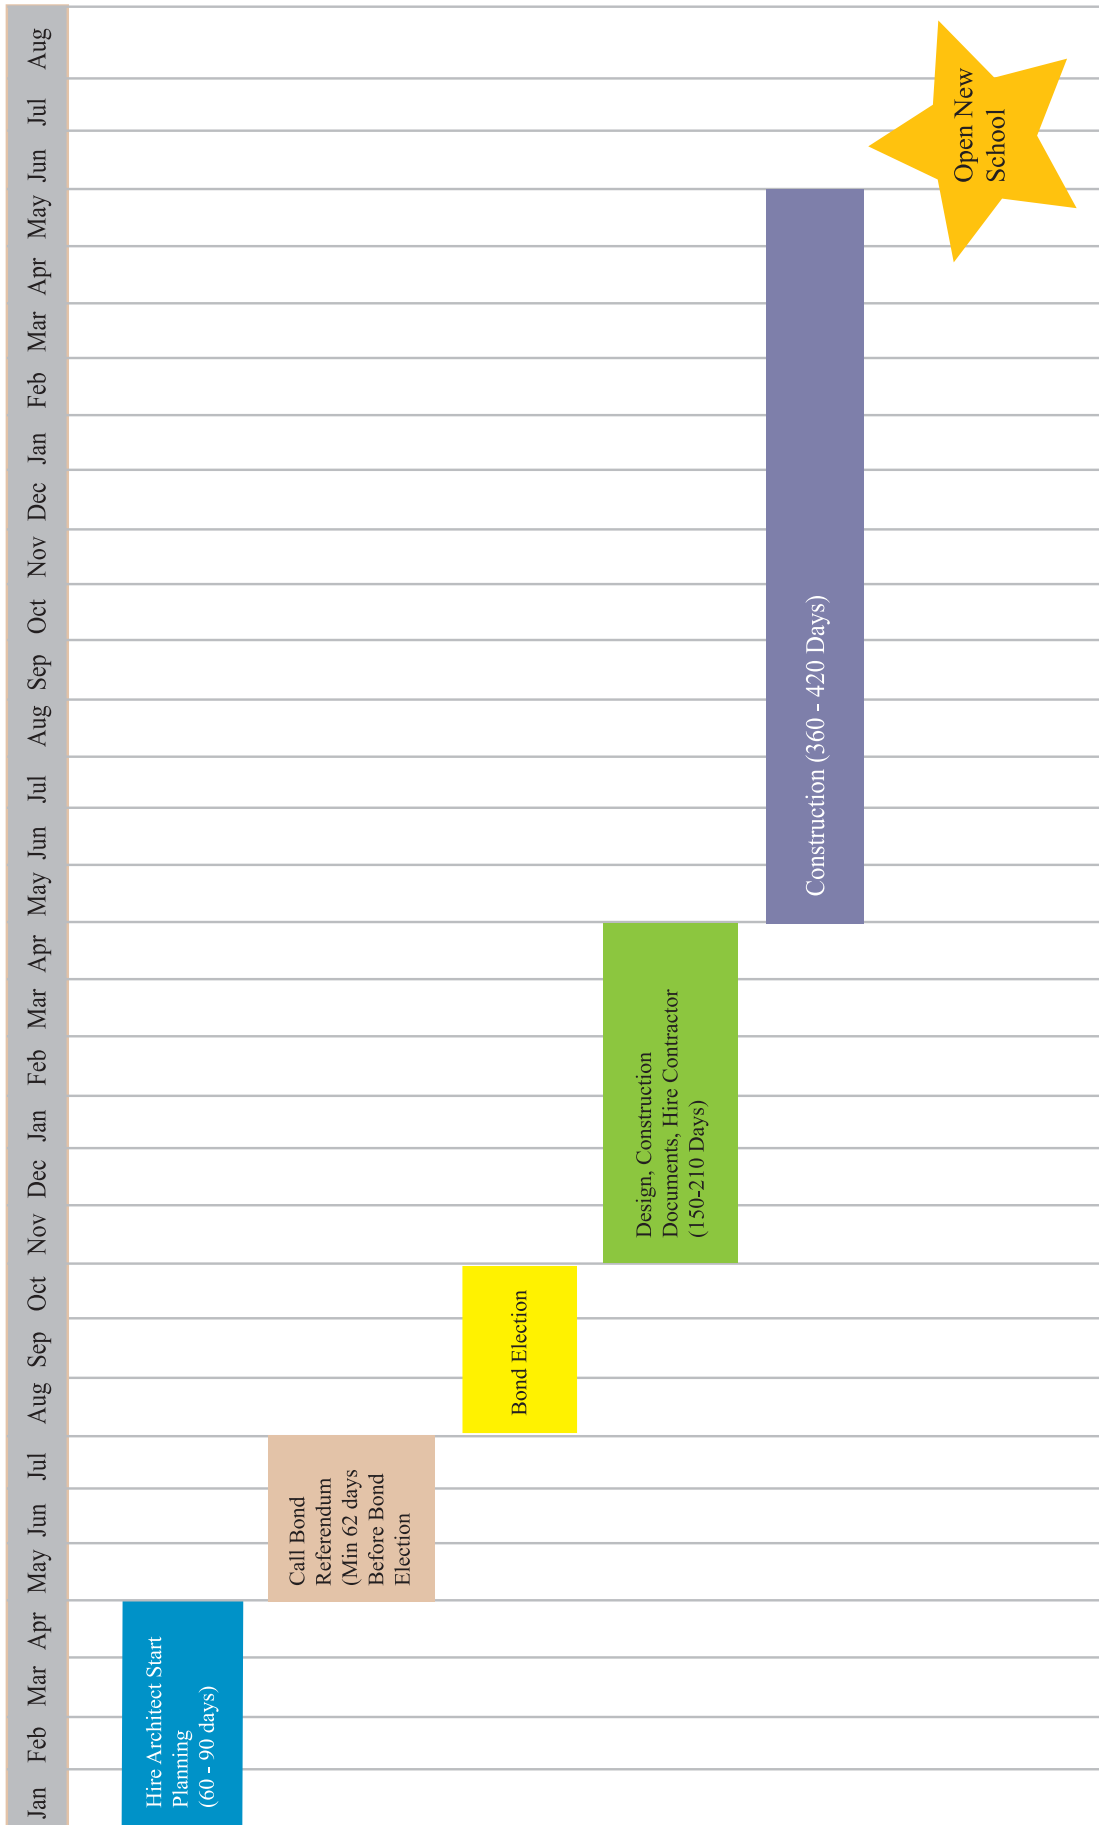 Jan Feb Mar Apr May Jun Jul Aug Sep Oct Nov Dec Jan Feb Mar Apr May Jun Jul Aug Sep Oct Nov Dec Jan Feb Mar Apr May Jun Jul Aug
Hire Architect Start
Planning
(60 - 90 days)
Call Bond
Referendum
(Min 62 days
Before Bond
Election
Bond Election
Design, Construction
Documents, Hire Contractor
(150-210 Days)
Construction (360 - 420 Days)
Open New
School